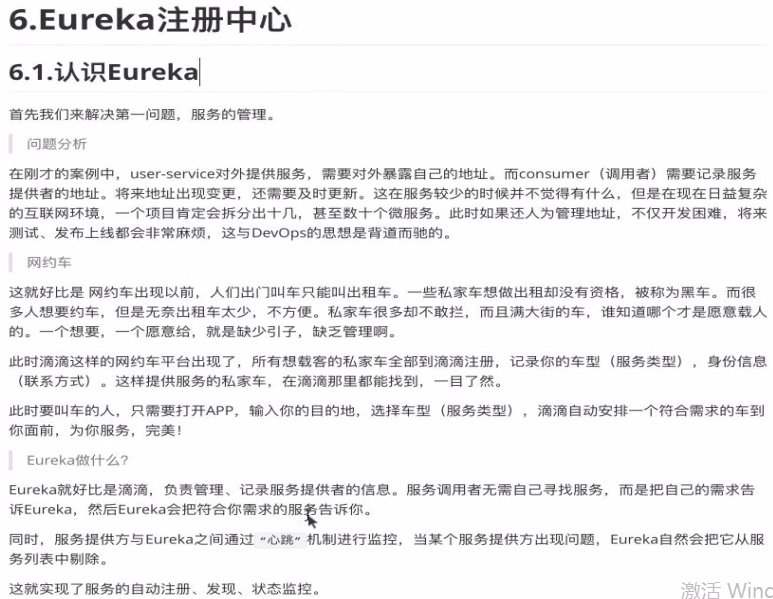 6.Eureka注册中心
6.1.认识Eureka
首先我们来解决第一问题，服务的管理。
问题分析
在刚才的案例中，user-service对外提供服务，需要对外暴露自己的地址。而consumer（调用者）需要记录服务
提供者的地址。将来地址出现变更，还需要及时更新。这在服务较少的时候并不觉得有什么，但是在现在日益复杂
的互联网环境，一个项目肯定会拆分出十几，甚至数十个微服务。此时如果还人为管理地址，不仅开发困难，将来
测试、发布上线都会非常麻烦，这与DevOps的思想是背道而驰的。
网约车
这就好比是 网约车出现以前，人们出门叫车只能叫出租车。一些私家车想做出租却没有资格，被称为黑车。而很
多人想要约车，但是无奈出租车太少，不方便。私家车很多却不敢拦，而且满大街的车，谁知道哪个才是愿意载人
的。一个想要，一个愿意给，就是缺少引子，缺乏管理啊。
此时滴滴这样的网约车平台出现了，所有想载客的私家车全部到滴滴注册，记录你的车型（服务类型），身份信息
（联系方式）。这样提供服务的私家车，在滴滴那里都能找到，一目了然。
此时要叫车的人，只需要打开APP，输入你的目的地，选择车型（服务类型），滴滴自动安排一个符合需求的车到
你面前，为你服务，完美！
Eureka做什么?
Eureka就好比是滴滴，负责管理、记录服务提供者的信息。服务调用者无需自己寻找服务，而是把自己的需求告
诉Eureka，然后Eureka会把符合你需求的服务告诉你。
同时，服务提供方与Eureka之间通过“心跳”机制进行监控，当某个服务提供方出现问题，Eureka自然会把它从服
务列表中剔除。
这就实现了服务的自动注册、发现、状态监控。
激活 Winc